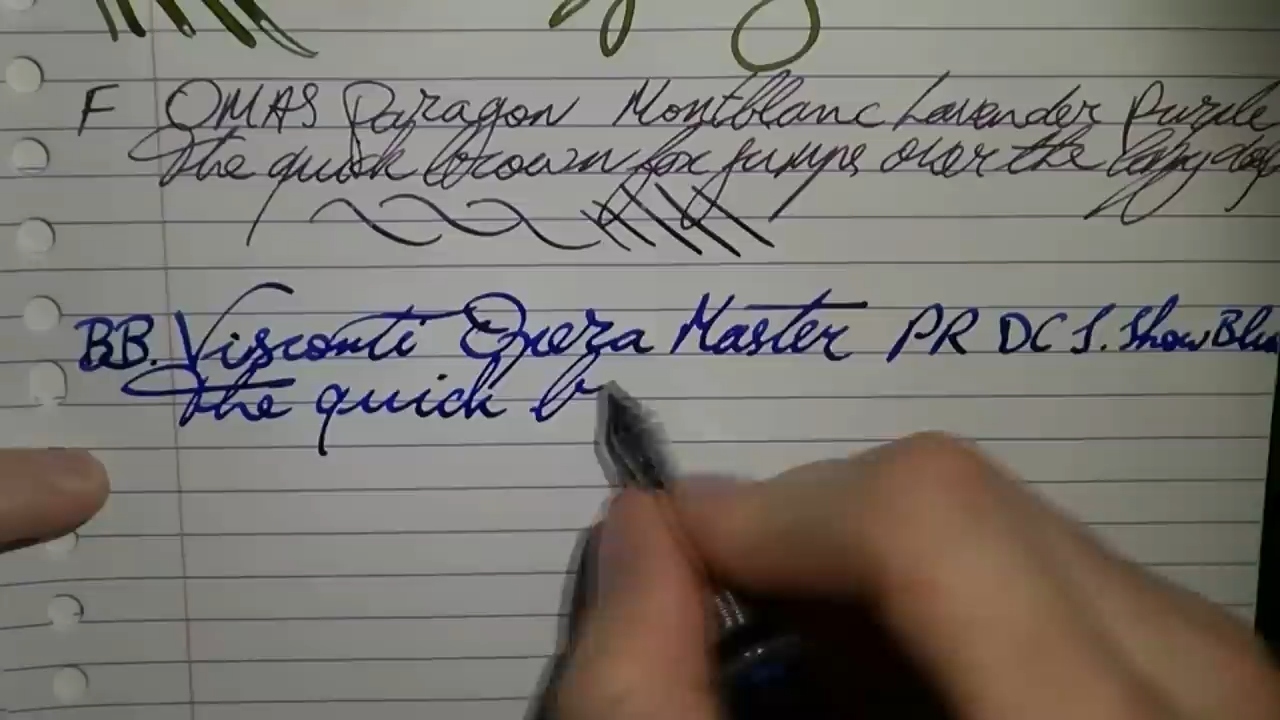 F OMAS Paragon Montblanc Lavender Purple
The quick brown fox jumps over the lazy dog
BB. Visconti Opera Master PR DC S. Show Blue
The quick b